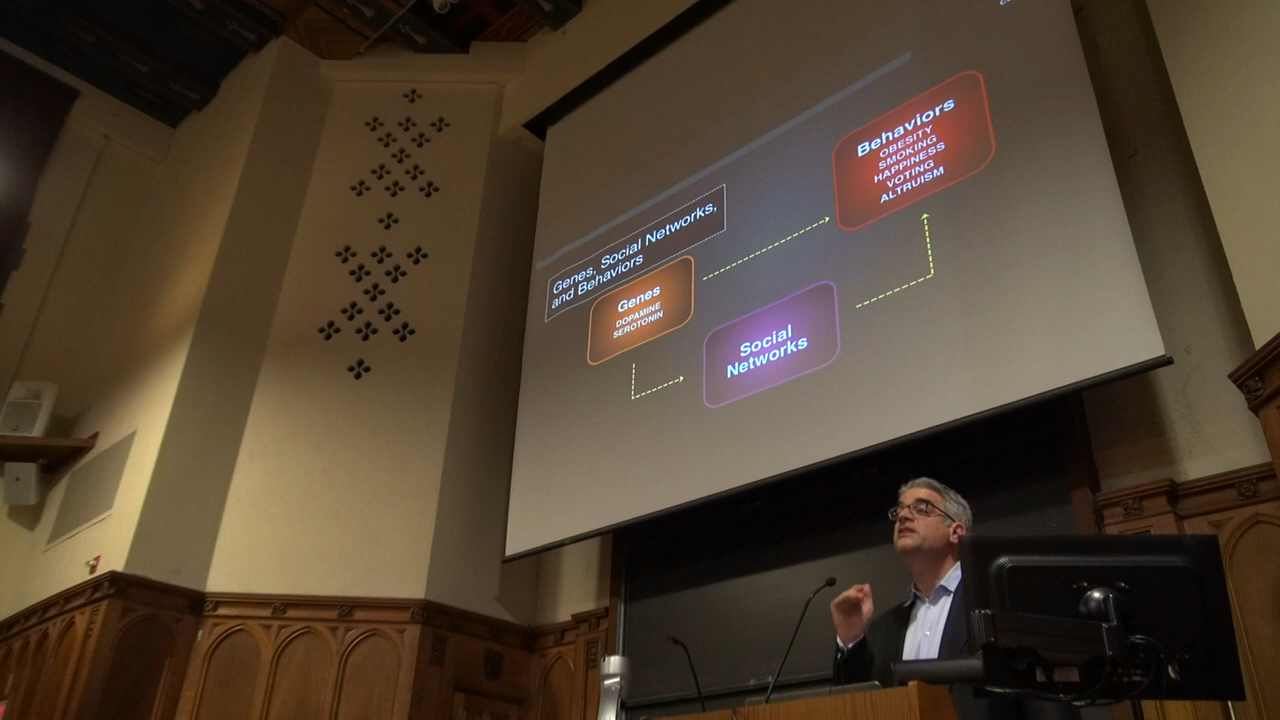 Genes, Social Networks,
and Behaviors
Genes
DOPAMINE
SEROTONIN
Social
Networks
Behaviors
OBESITY
SMOKING
HAPPINESS
VOTING
ALTRUISM